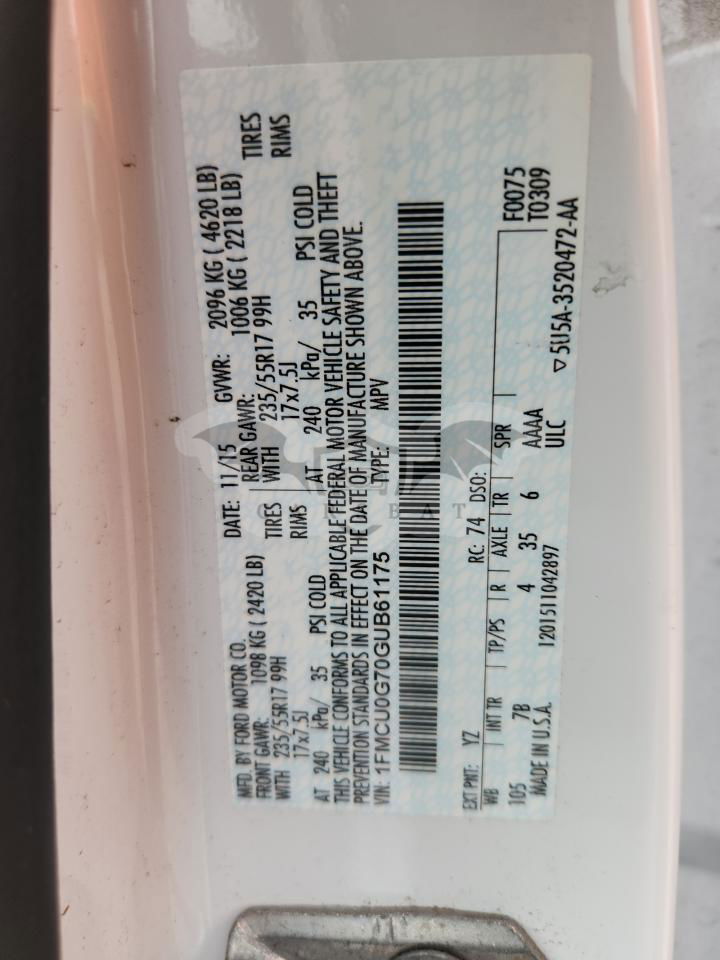 MFD. BY FORD MOTOR CO.
DATE: 11/15 GVWR: 2096 KG ( 4620 LB)
FRONT GAWR: 1098 KG ( 2420 LB) REAR GAWR: 1006 KG ( 2218 LB)
WITH 235/55R17 99H TIRES WITH 235/55R17 99H TIRES
17x7.5J RIMS 17x7.5J RIMS
AT 240 kPa/ 35 PSI COLD AT 240 kPa/ 35 PSI COLD
THIS VEHICLE CONFORMS TO ALL APPLICABLE FEDERAL MOTOR VEHICLE SAFETY AND THEFT
PREVENTION STANDARDS IN EFFECT ON THE DATE OF MANUFACTURE SHOWN ABOVE.
VIN: 1FMCU0G70GUB61175 TYPE: MPV
EXT PNT: YZ RC: 74 DSO: F0075
T0309
WB INT TR TP/PS R AXLE TR SPR
105 7B 4 35 6 AAAA
MADE IN U.S.A. 1201511042897 ULC
5U5A-3520472-AA